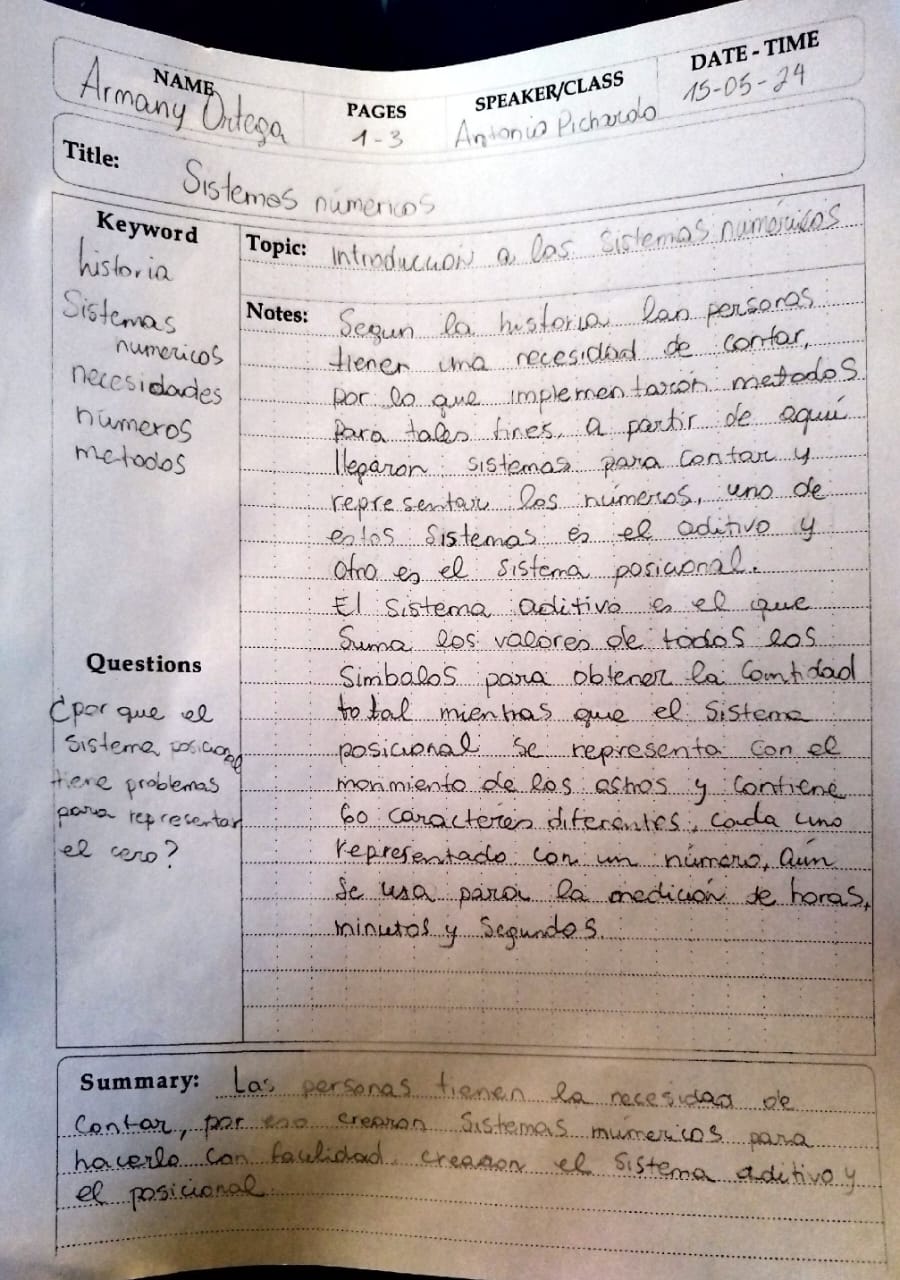 NAME
Armany Ortega
PAGES
1-3
SPEAKER/CLASS
Antonio Pichardo
DATE - TIME
15-05-24
Title:
Sistemas númericos
Keyword
historia
Sistemas
numericos
necesidades
números
metodos
Questions
¿por que el
sistema posicional
tiene problemas
para representar
el cero?
Topic: Introducción a los sistemas numéricos
Notes: Segun la historia las personas
tienen una necesidad de contar,
por lo que implementarón metodos
para tales fines, a partir de aquí
llegaron sistemas para contar y
representar los números, uno de
estos sistemas es el aditivo y
otro es el sistema posicional.
El sistema aditivo es el que
Suma los valores de todos los
Simbalos para obtener la Cantidad
total mientras que el Sistema
posicional se representa con el
movimiento de los astros y contiene
60 caracteres diferentes, cada uno
representado con un número, Aún
se usa para la medición de horas,
minutos y Segundos.
Summary: Las personas tienen la necesidad de
Contar, por eso crearon Sistemas númericos para
hacerlo con facilidad. crearon el sistema aditivo y
el posicional.